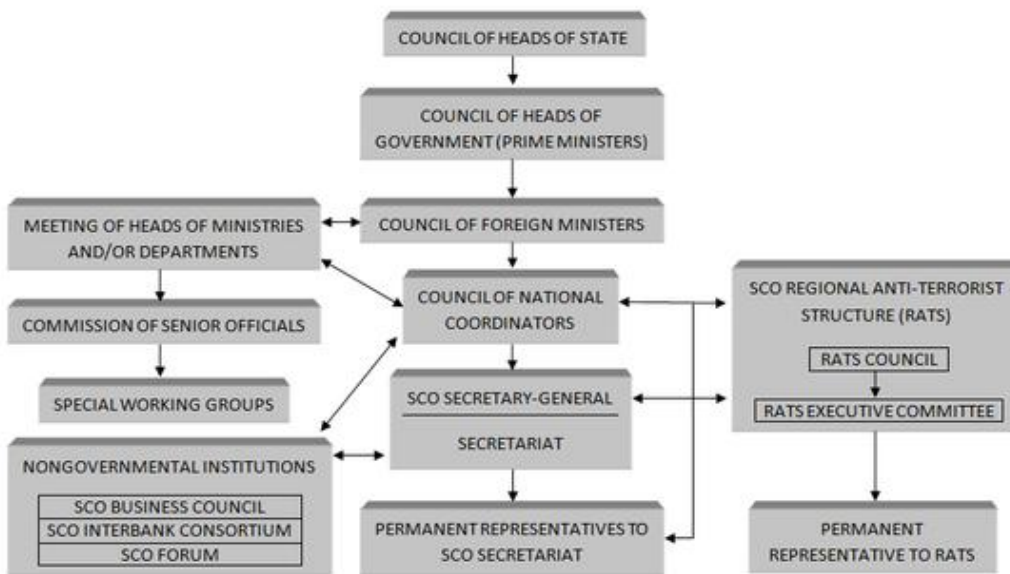 COUNCIL OF HEADS OF STATE
COUNCIL OF HEADS OF
GOVERNMENT (PRIME MINISTERS)
MEETING OF HEADS OF MINISTRIES
AND/OR DEPARTMENTS
COUNCIL OF FOREIGN MINISTERS
COMMISSION OF SENIOR OFFICIALS
COUNCIL OF NATIONAL
COORDINATORS
SCO REGIONAL ANTI-TERRORIST
STRUCTURE (RATS)
RATS COUNCIL
RATS EXECUTIVE COMMITTEE
SPECIAL WORKING GROUPS
SCO SECRETARY-GENERAL
SECRETARIAT
NONGOVERNMENTAL INSTITUTIONS
SCO BUSINESS COUNCIL
SCO INTERBANK CONSORTIUM
SCO FORUM
PERMANENT REPRESENTATIVES TO
SCO SECRETARIAT
PERMANENT
REPRESENTATIVE TO RATS